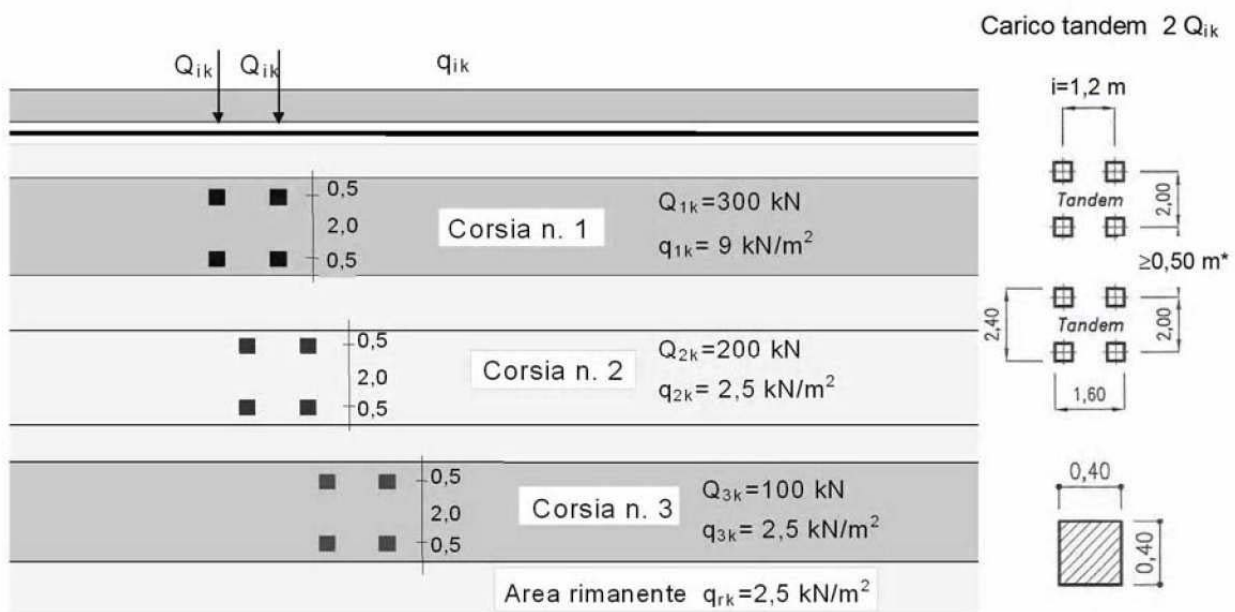 Carico tandem 2 Qik
Qik Qik qik
i=1,2 m
0,5
2,0
0,5
Corsia n. 1
Q1k=300 kN
q1k= 9 kN/m²
Tandem
2,00
≥0,50 m*
0,5
2,0
0,5
Corsia n. 2
Q2k=200 kN
q2k= 2,5 kN/m²
2,40
Tandem
2,00
1,60
0,5
2,0
0,5
Corsia n. 3
Q3k=100 kN
q3k= 2,5 kN/m²
0,40
0,40
Area rimanente qrk=2,5 kN/m²